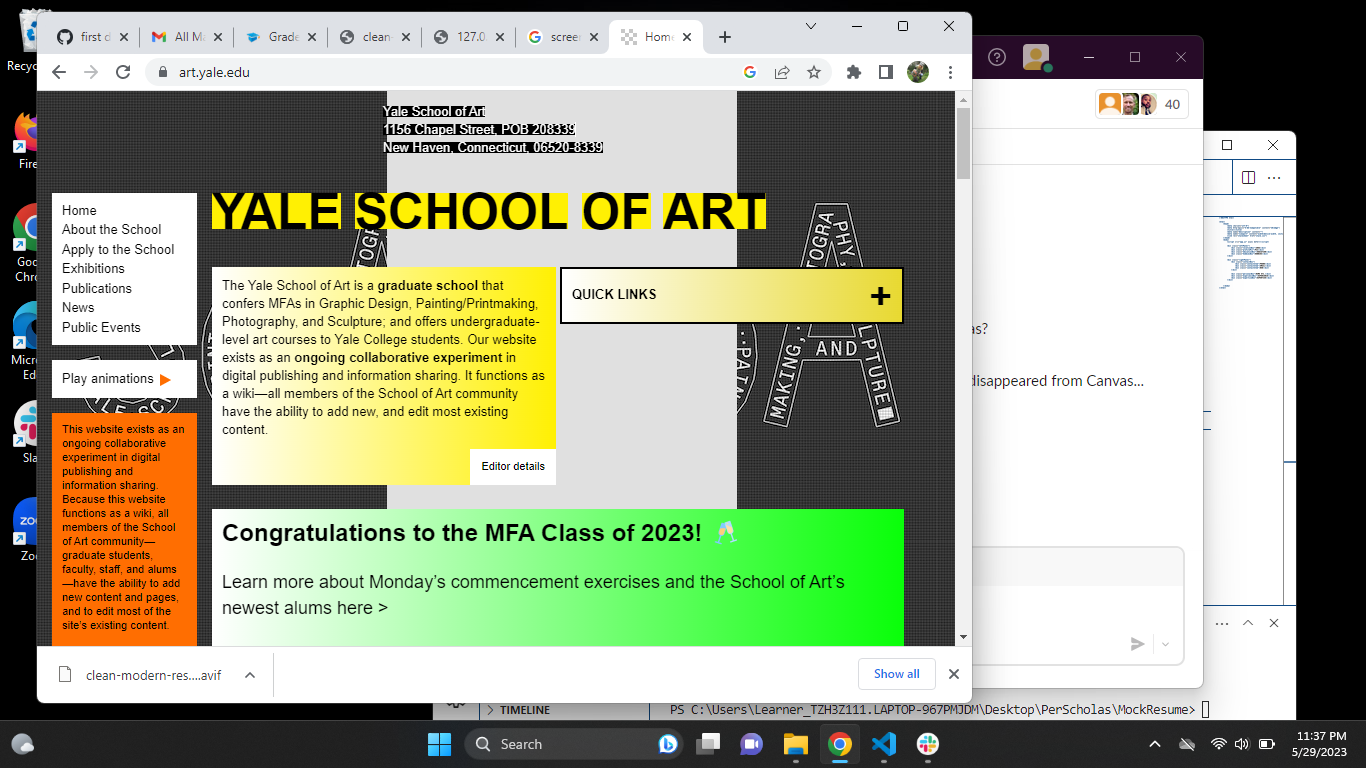 Recyc
first d
All Ma
Grade
clean-
127.0
scree
Home
art.yale.edu
Yale School of Art
1156 Chapel Street, POB 208339
New Haven, Connecticut, 06520-8339
YALE SCHOOL OF ART
Home
About the School
Apply to the School
Exhibitions
Publications
News
Public Events
Play animations
This website exists as an
ongoing collaborative
experiment in digital
publishing and
information sharing.
Because this website
functions as a wiki, all
members of the School
of Art community—
graduate students,
faculty, staff, and alums
—have the ability to add
new content and pages,
and to edit most of the
site's existing content.
The Yale School of Art is a graduate school that
confers MFAs in Graphic Design, Painting/Printmaking,
Photography, and Sculpture; and offers undergraduate-
level art courses to Yale College students. Our website
exists as an ongoing collaborative experiment in
digital publishing and information sharing. It functions as
a wiki—all members of the School of Art community
have the ability to add new, and edit most existing
content.
Editor details
QUICK LINKS
+
MAKING,
PHY,
AND
Congratulations to the MFA Class of 2023! 🥂
Learn more about Monday's commencement exercises and the School of Art's
newest alums here >
Fire
Goo
Chro
Micro
Ed
Sla
zoo
Zoo
40
as?
disappeared from Canvas...
clean-modern-res....avif
Show all
TIMELINE
PS C:\Users\Learner_TZH3Z111.LAPTOP-967PMJDM\Desktop\PerScholas\MockResume>
Search
11:37 PM
5/29/2023